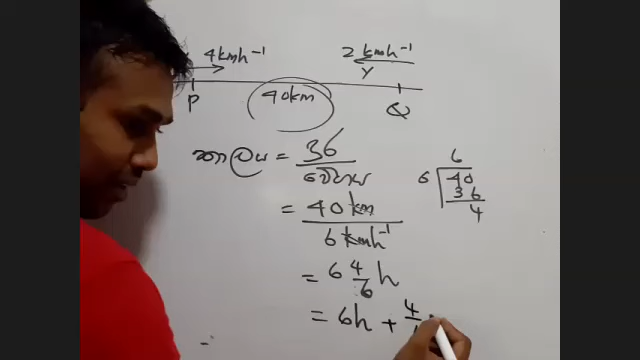 4kmh⁻¹
2kmh⁻¹
Y
P
40km
Q
කාලය = දුර / වේගය
= 40km / 6kmh⁻¹
= 6 4/6 h
= 6h + 4/
6
6 40
36
4